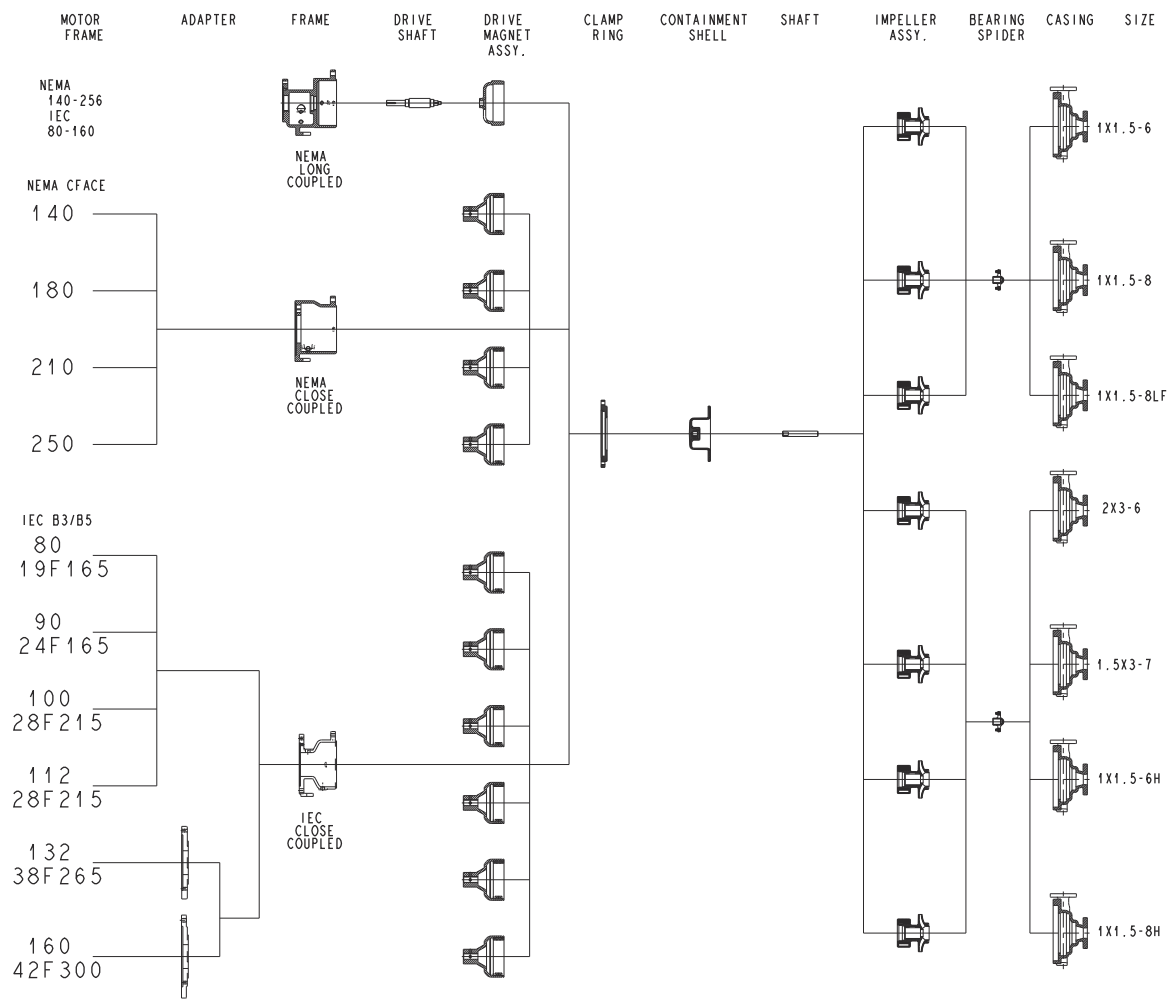 MOTOR
FRAME
ADAPTER
FRAME
DRIVE
SHAFT
DRIVE
MAGNET
ASSY.
CLAMP
RING
CONTAINMENT
SHELL
SHAFT
IMPELLER
ASSY.
BEARING
SPIDER
CASING
SIZE
NEMA
140-256
IEC
80-160
NEMA
LONG
COUPLED
1X1.5-6
NEMA CFACE
140
180
210
250
NEMA
CLOSE
COUPLED
1X1.5-8
1X1.5-8LF
2X3-6
IEC B3/B5
80
19F165
90
24F165
100
28F215
112
28F215
132
38F265
160
42F300
IEC
CLOSE
COUPLED
1.5X3-7
1X1.5-6H
1X1.5-8H